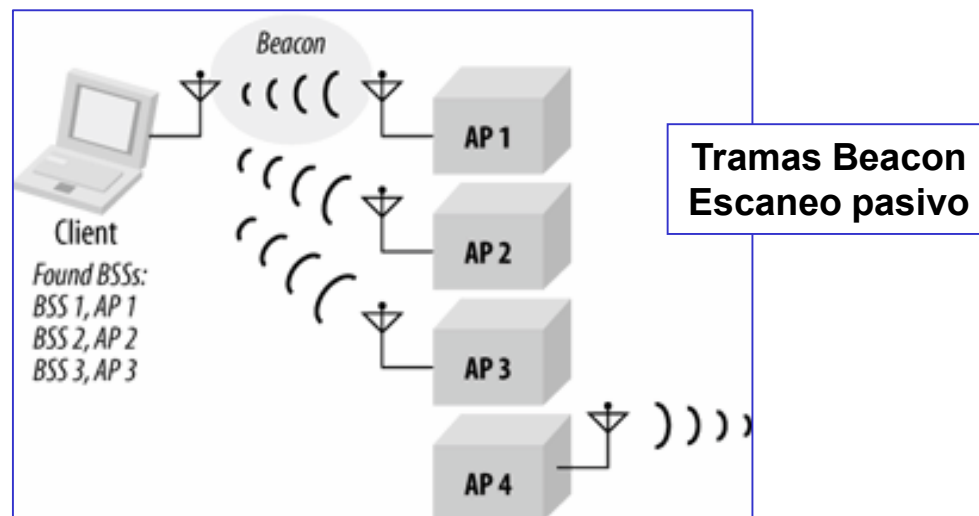 Beacon
AP 1
Tramas Beacon
Escaneo pasivo
AP 2
Client
Found BSSs:
BSS 1, AP 1
BSS 2, AP 2
BSS 3, AP 3
AP 3
AP 4